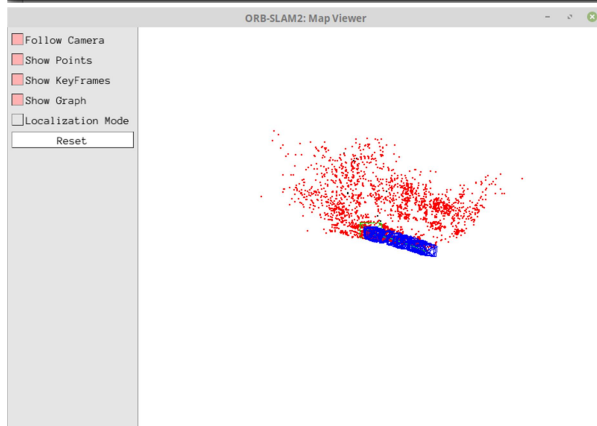 ORB-SLAM2: Map Viewer
Follow Camera
Show Points
Show KeyFrames
Show Graph
Localization Mode
Reset